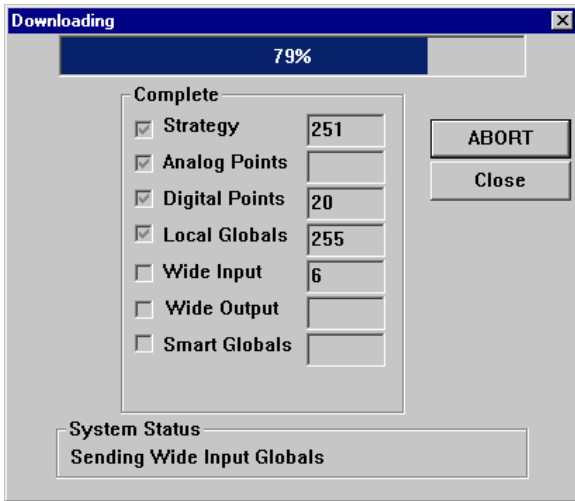 Downloading
79%
Complete
Strategy 251
Analog Points
Digital Points 20
Local Globals 255
Wide Input 6
Wide Output
Smart Globals
ABORT
Close
System Status
Sending Wide Input Globals